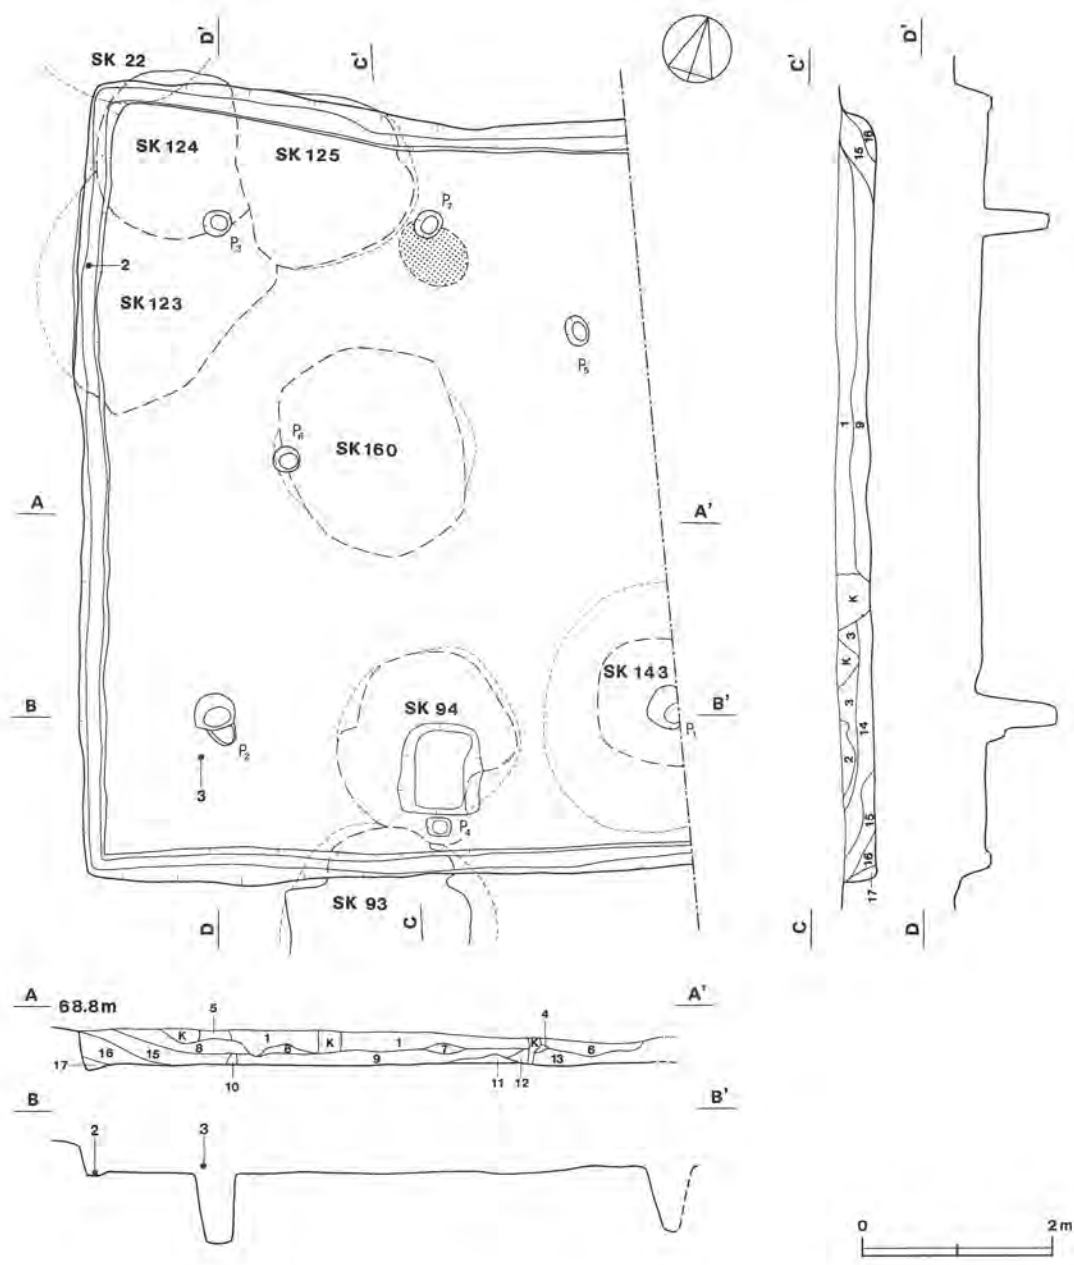 D'
SK 22
C'
C'
D'
SK 124
SK 125
P₇
P₃
2
SK 123
P₅
P₆
SK 160
A
A'
SK 143
B
SK 94
B'
P₁
P₂
3
P₄
SK 93
D
C
C
D
16
15
1
9
K
3
K
3
14
2
15
16
17
A
68.8m
A'
5
4
K
1
K
1
K
16
15
8
6
7
6
17
9
13
10
11
12
B
B'
2
3
0
2m